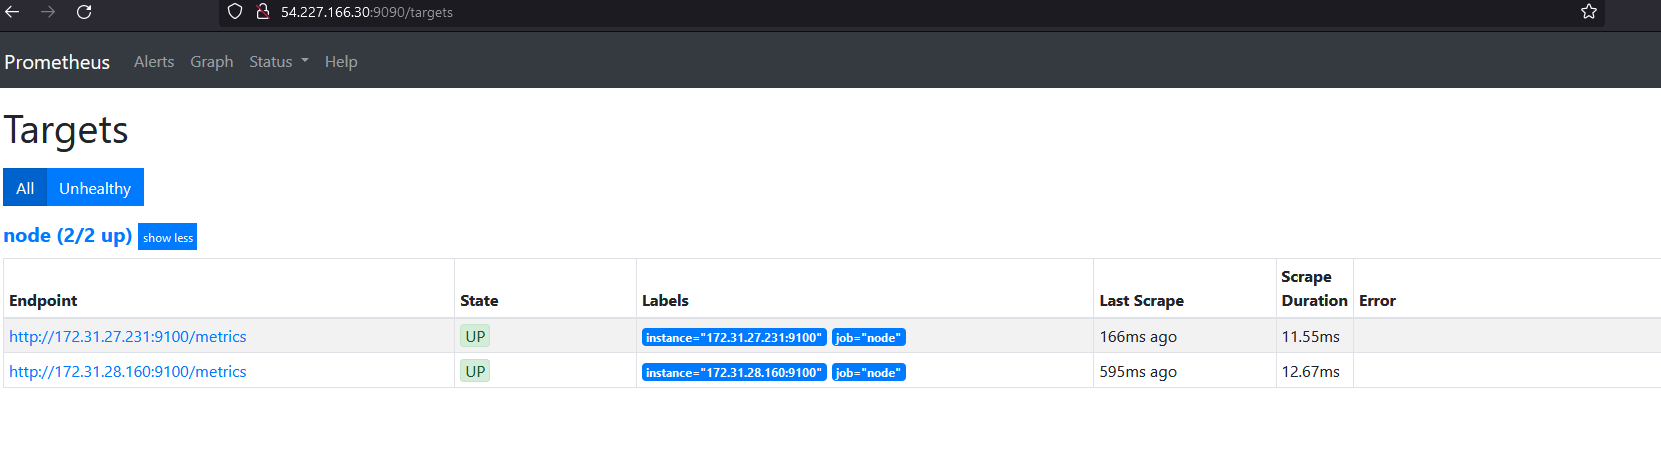 54.227.166.30:9090/targets
Prometheus Alerts Graph Status Help
Targets
All Unhealthy
node (2/2 up) show less
Endpoint State Labels Last Scrape Scrape Duration Error
http://172.31.27.231:9100/metrics UP instance="172.31.27.231:9100" job="node" 166ms ago 11.55ms
http://172.31.28.160:9100/metrics UP instance="172.31.28.160:9100" job="node" 595ms ago 12.67ms